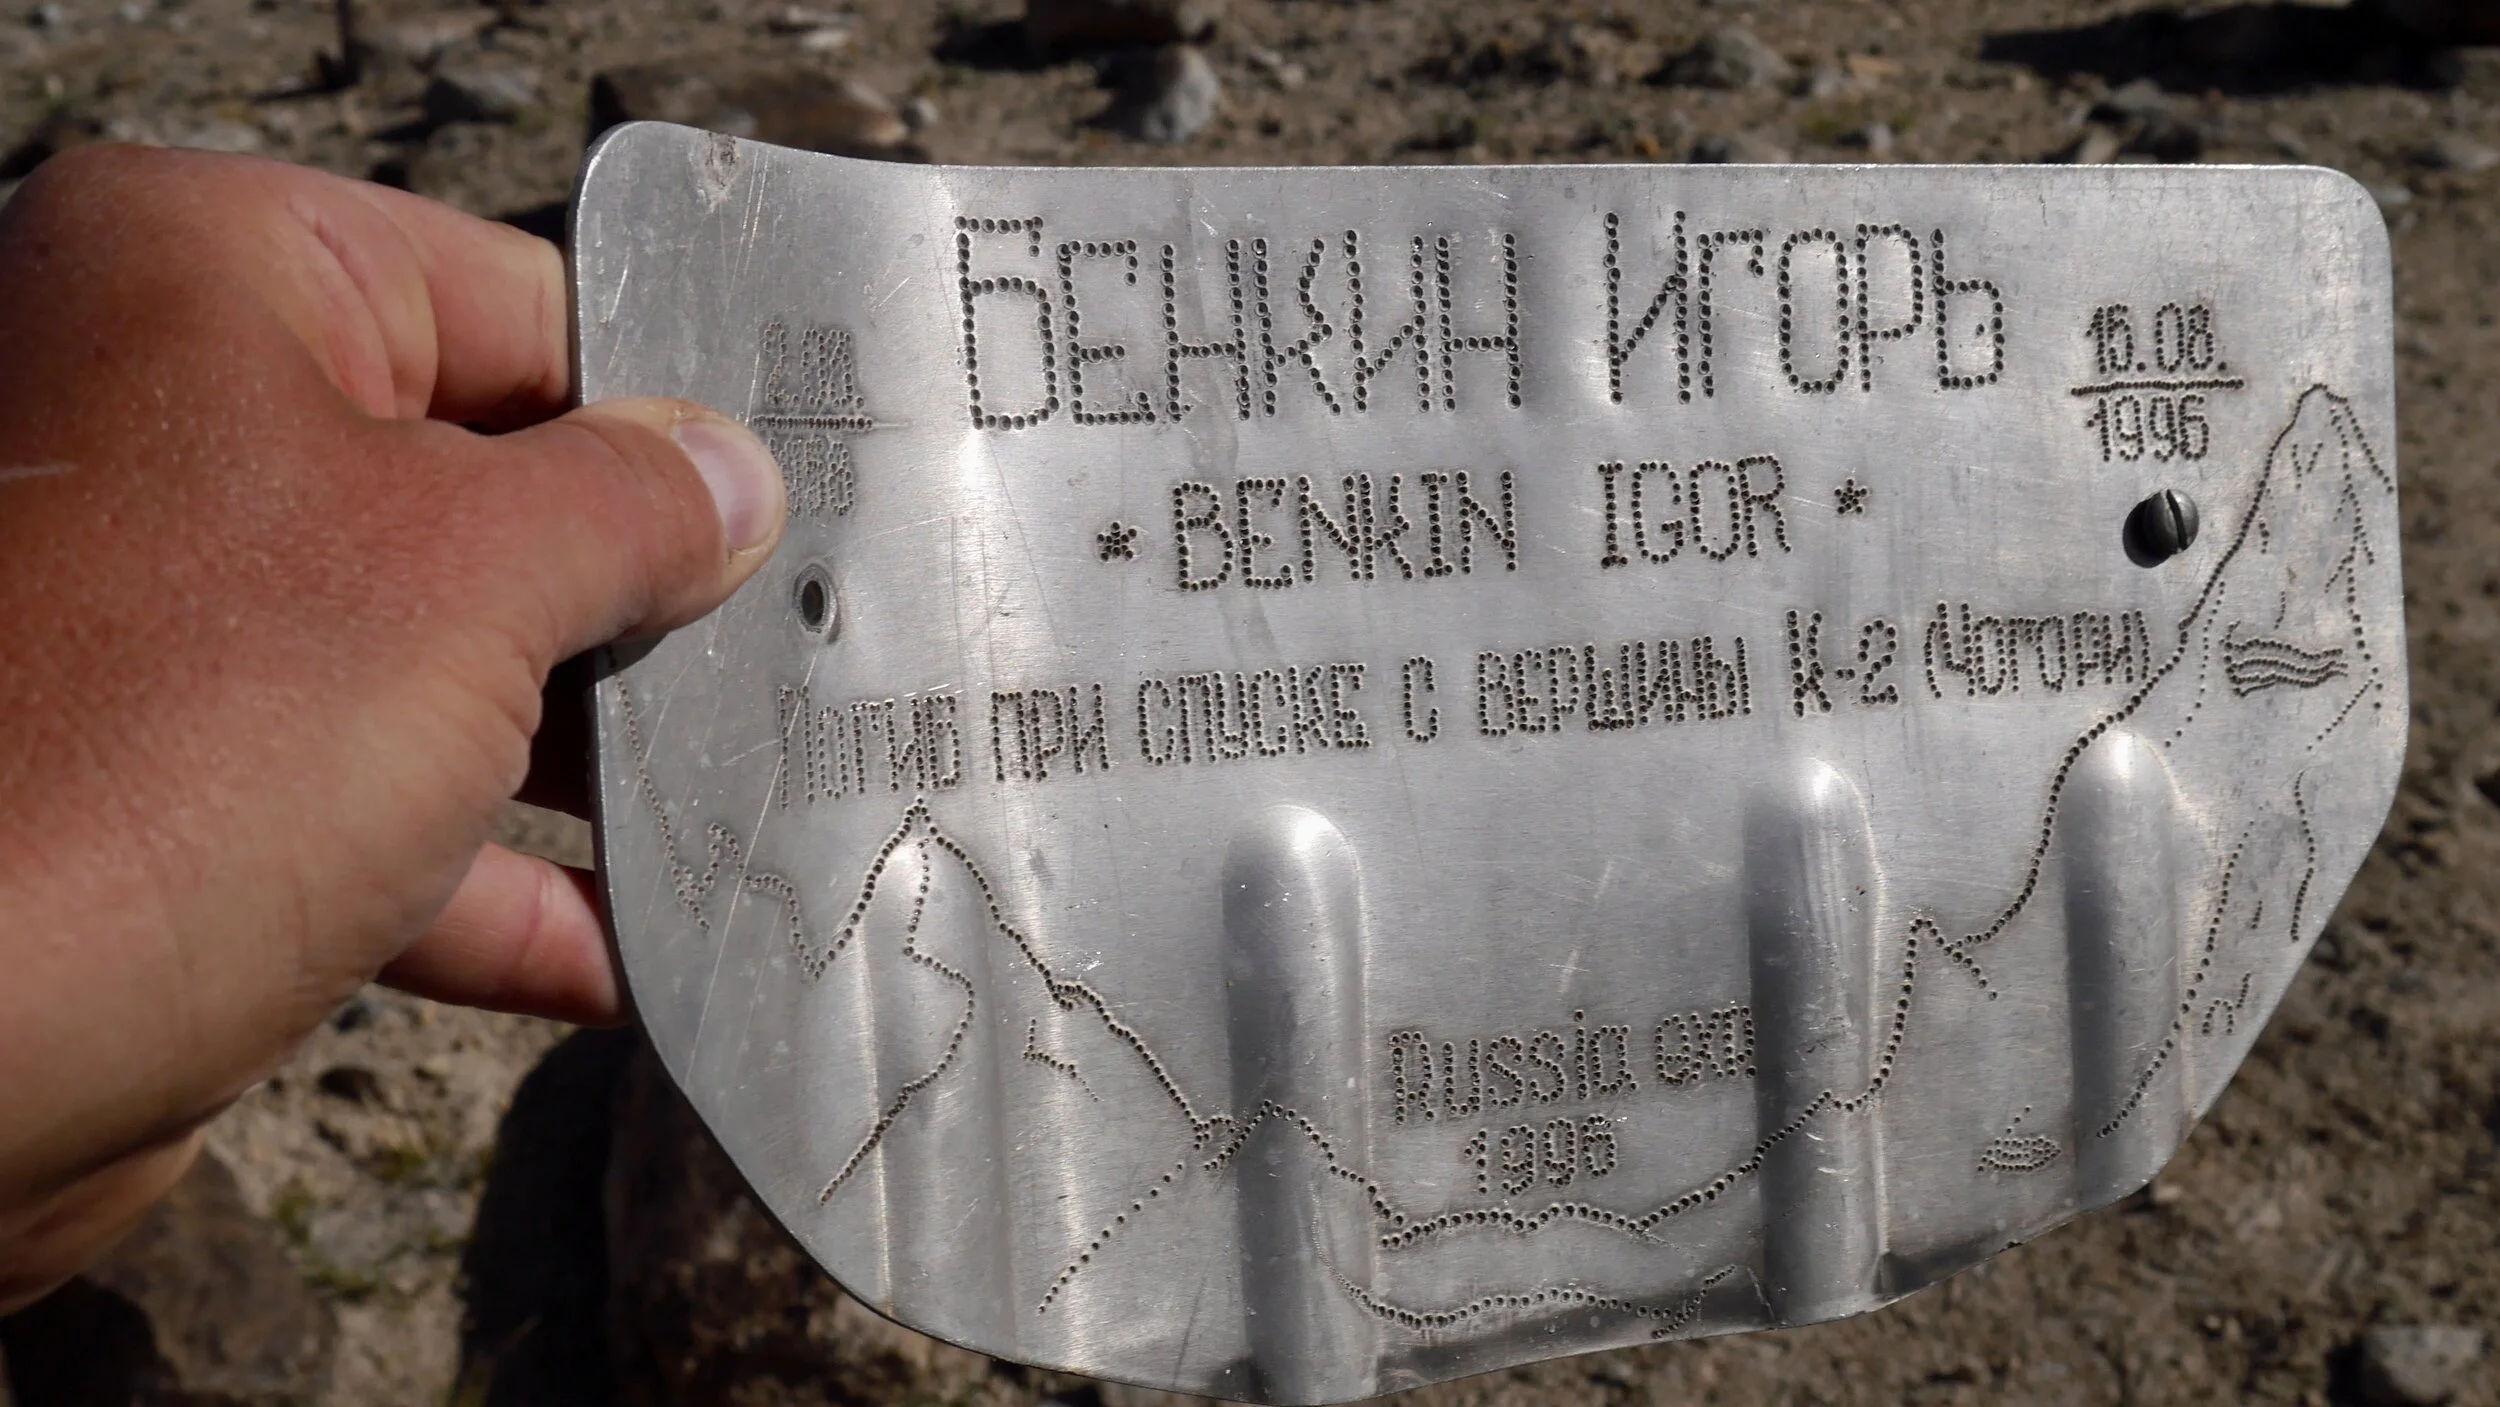 БЕНКИН ИГОРЬ
16.08.
1996
* BENKIN IGOR *
ПОГИБ ПРИ СПУСКЕ С ВЕРШИНЫ К-2 (ЧОГОРИ)
Russia exp
1996